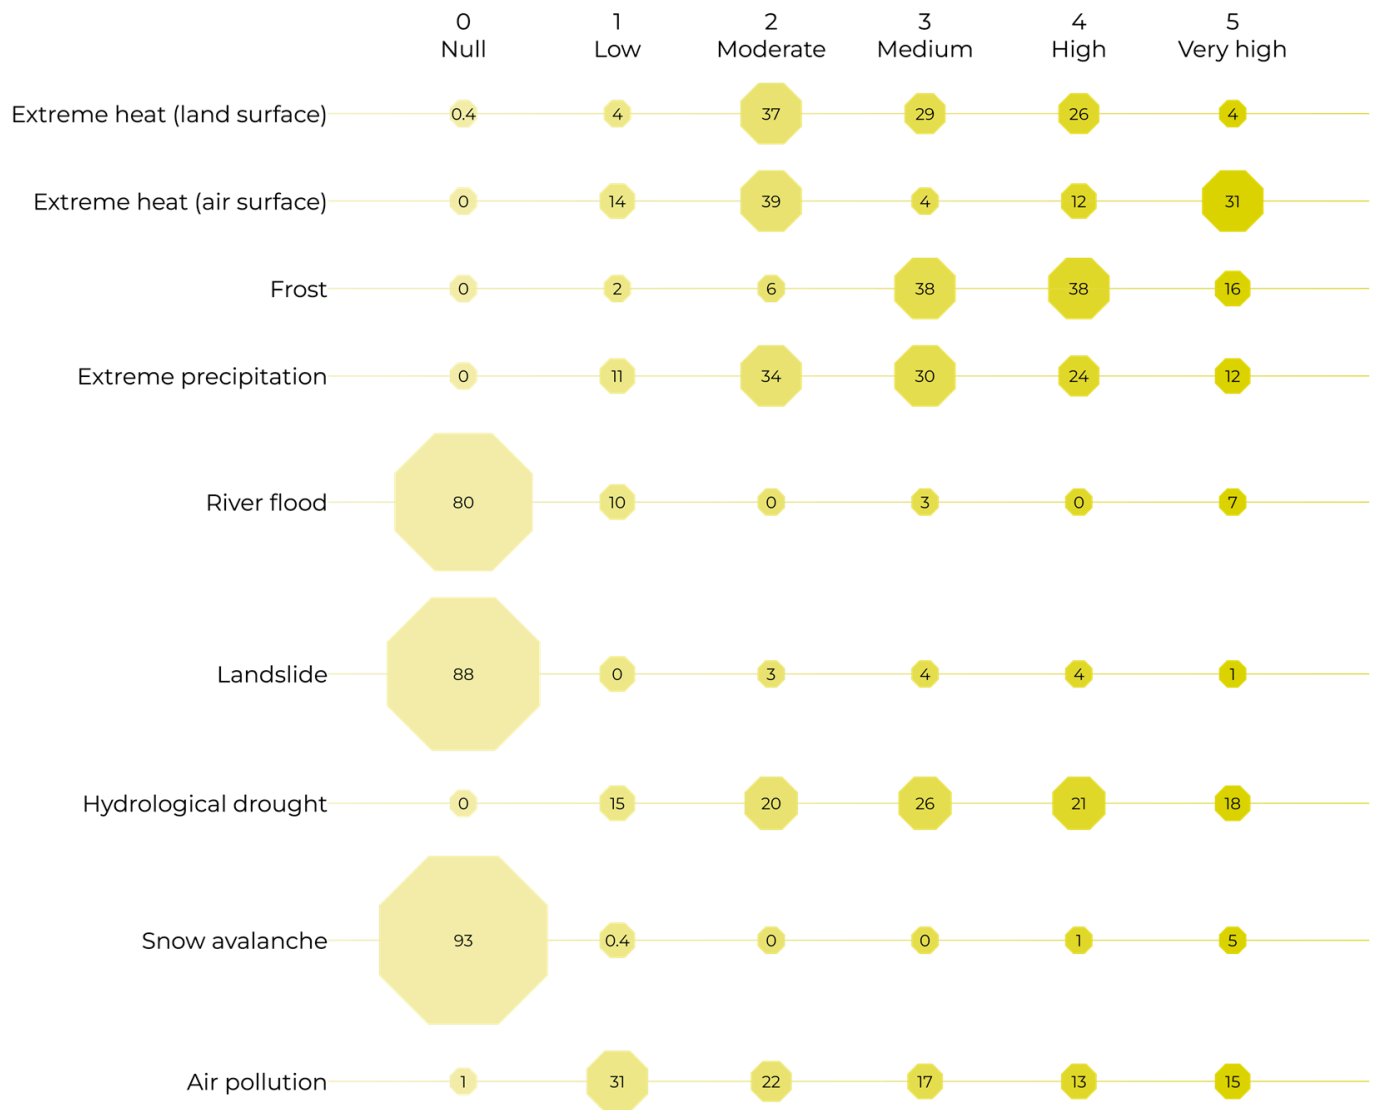 0 1 2 3 4 5
Null Low Moderate Medium High Very high
Extreme heat (land surface) 0.4 4 37 29 26 4
Extreme heat (air surface) 0 14 39 4 12 31
Frost 0 2 6 38 38 16
Extreme precipitation 0 11 34 30 24 12
River flood 80 10 0 3 0 7
Landslide 88 0 3 4 4 1
Hydrological drought 0 15 20 26 21 18
Snow avalanche 93 0.4 0 0 1 5
Air pollution 1 31 22 17 13 15